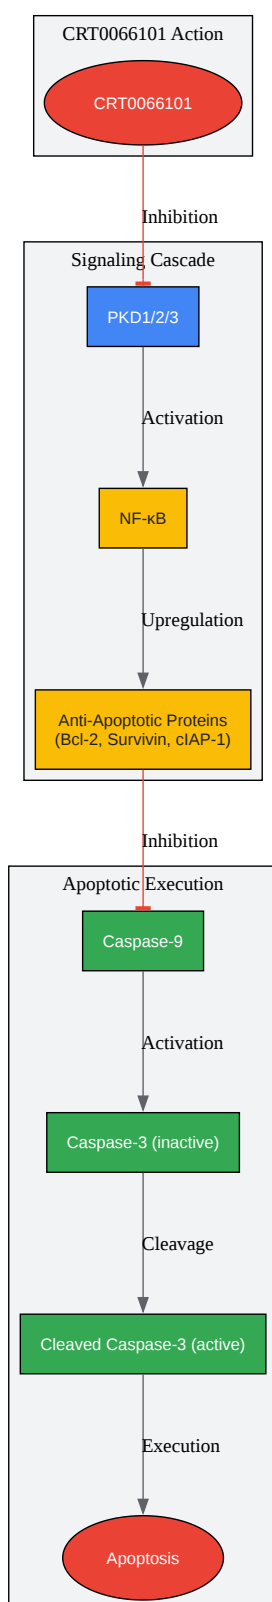 CRT0066101 Action
CRT0066101
Inhibition
Signaling Cascade
PKD1/2/3
Activation
NF-κB
Upregulation
Anti-Apoptotic Proteins
(Bcl-2, Survivin, cIAP-1)
Inhibition
Apoptotic Execution
Caspase-9
Activation
Caspase-3 (inactive)
Cleavage
Cleaved Caspase-3 (active)
Execution
Apoptosis